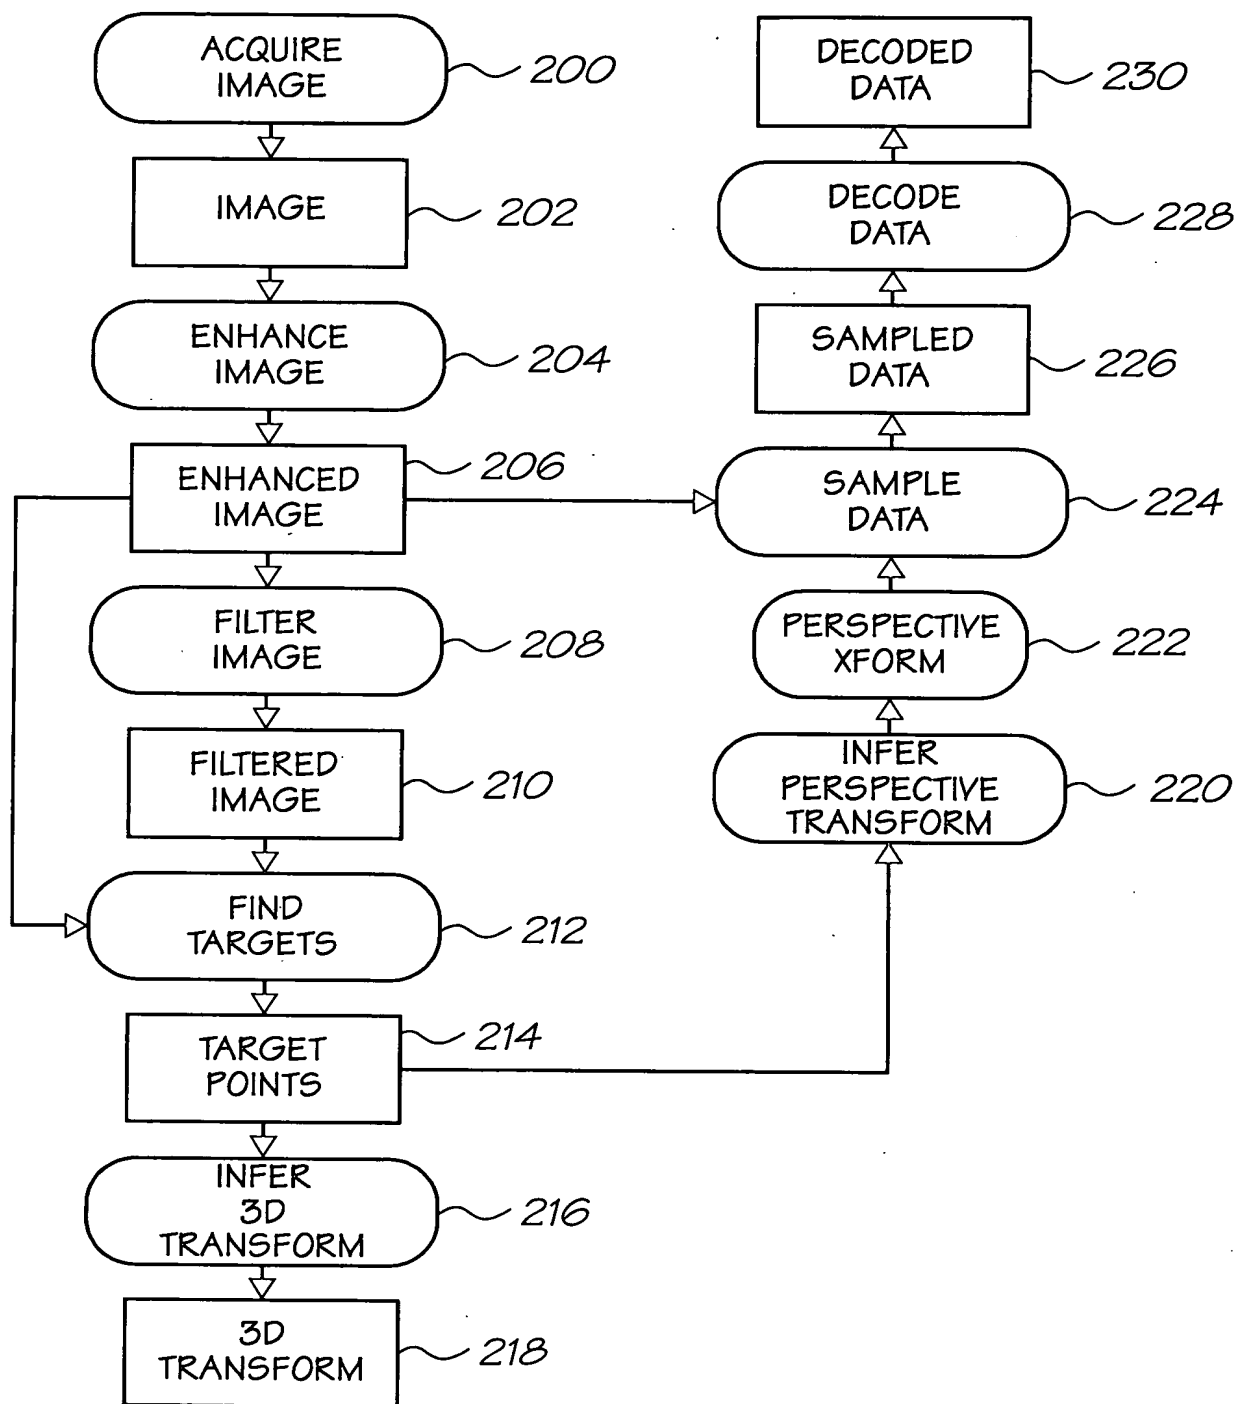 ACQUIRE
IMAGE
200
IMAGE
202
ENHANCE
IMAGE
204
ENHANCED
IMAGE
206
FILTER
IMAGE
208
FILTERED
IMAGE
210
FIND
TARGETS
212
TARGET
POINTS
214
INFER
3D
TRANSFORM
216
3D
TRANSFORM
218
DECODED
DATA
230
DECODE
DATA
228
SAMPLED
DATA
226
SAMPLE
DATA
224
PERSPECTIVE
XFORM
222
INFER
PERSPECTIVE
TRANSFORM
220